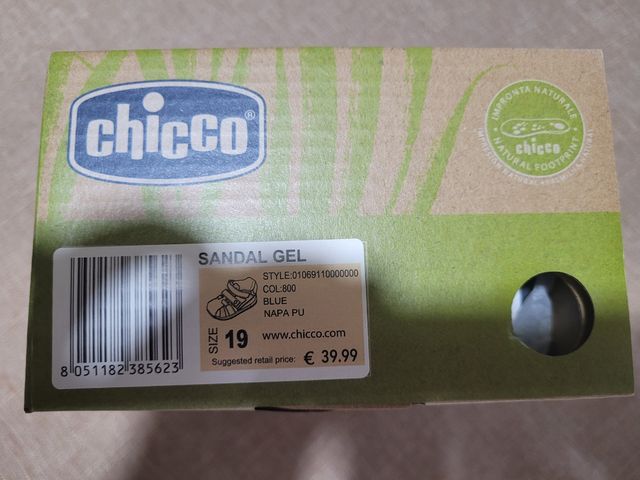 chicco®
IMPRONTA NATURALE
chicco
NATURAL FOOTPRINT
SANDAL GEL
STYLE:01069110000000
COL:800
BLUE
NAPA PU
SIZE 19 www.chicco.com
Suggested retail price: € 39.99
8 051182 385623